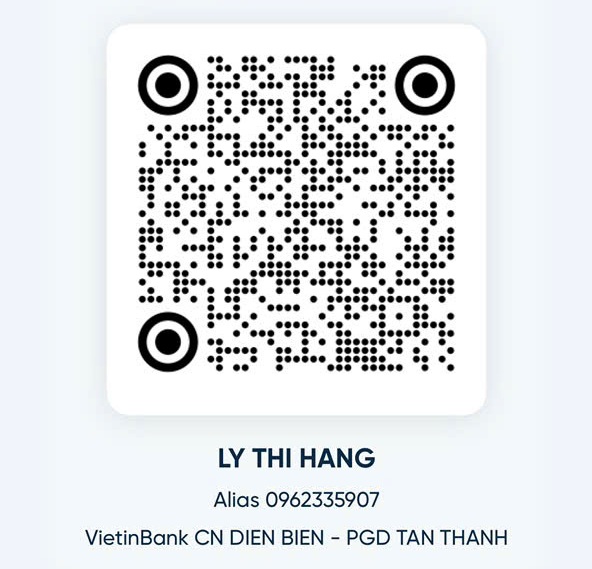 LY THI HANG
Alias 0962335907
VietinBank CN DIEN BIEN - PGD TAN THANH